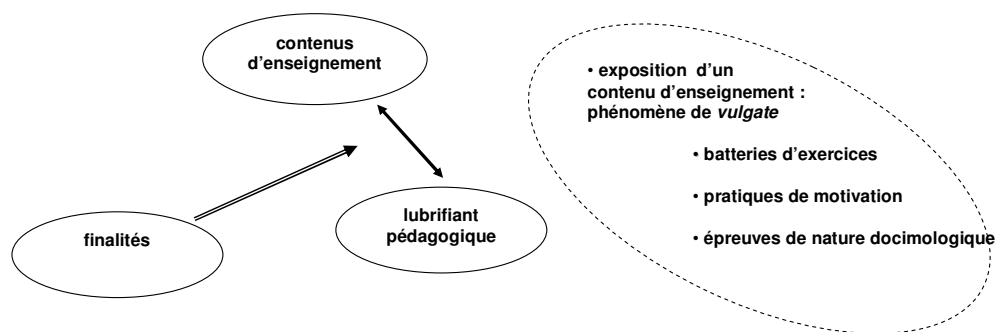 contenus
d'enseignement
finalités
lubrifiant
pédagogique
• exposition d'un
contenu d'enseignement :
phénomène de vulgate
• batteries d'exercices
• pratiques de motivation
• épreuves de nature docimologique